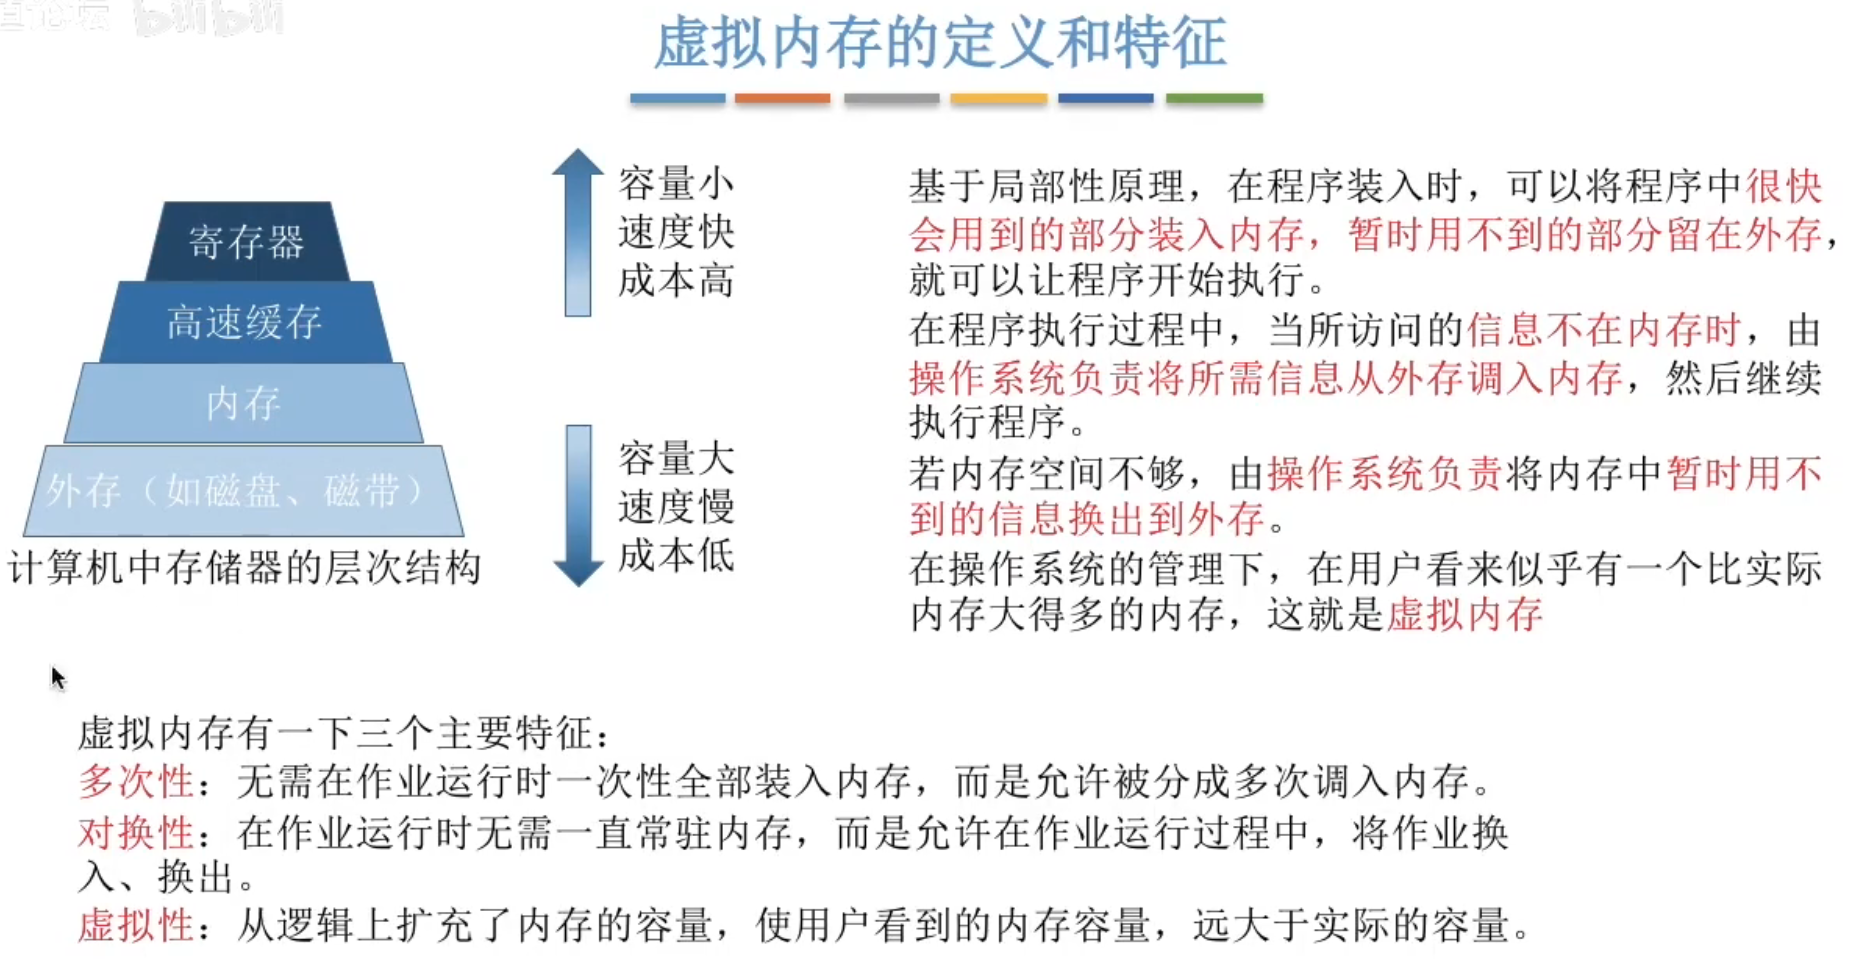 bilibili
虚拟内存的定义和特征
寄存器
高速缓存
内存
外存（如磁盘、磁带）
计算机中存储器的层次结构
容量小
速度快
成本高
容量大
速度慢
成本低
基于局部性原理，在程序装入时，可以将程序中很快
会用到的部分装入内存，暂时用不到的部分留在外存，
就可以让程序开始执行。
在程序执行过程中，当所访问的信息不在内存时，由
操作系统负责将所需信息从外存调入内存，然后继续
执行程序。
若内存空间不够，由操作系统负责将内存中暂时用不
到的信息换出到外存。
在操作系统的管理下，在用户看来似乎有一个比实际
内存大得多的内存，这就是虚拟内存
虚拟内存有一下三个主要特征：
多次性：无需在作业运行时一次性全部装入内存，而是允许被分成多次调入内存。
对换性：在作业运行时无需一直常驻内存，而是允许在作业运行过程中，将作业换
入、换出。
虚拟性：从逻辑上扩充了内存的容量，使用户看到的内存容量，远大于实际的容量。